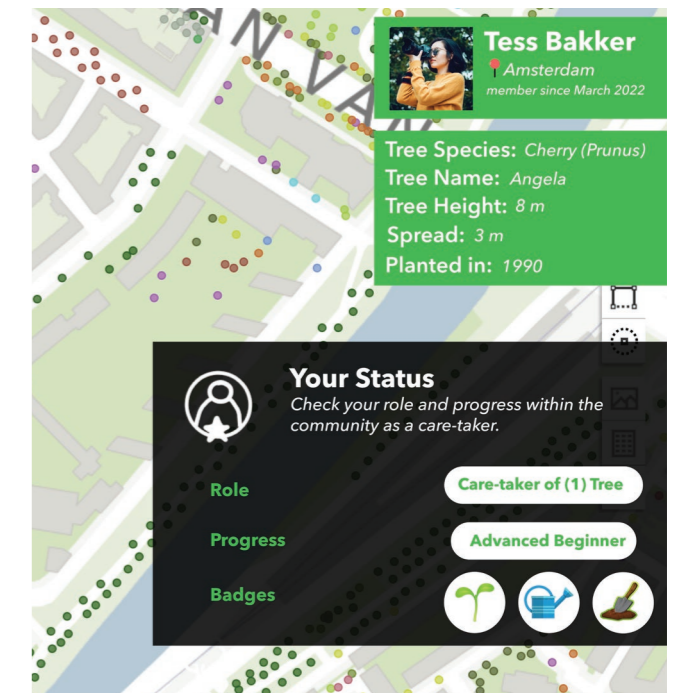 AN VAN
Tess Bakker
Amsterdam
member since March 2022
Tree Species: Cherry (Prunus)
Tree Name: Angela
Tree Height: 8 m
Spread: 3 m
Planted in: 1990
Your Status
Check your role and progress within the
community as a care-taker.
Role
Care-taker of (1) Tree
Progress
Advanced Beginner
Badges